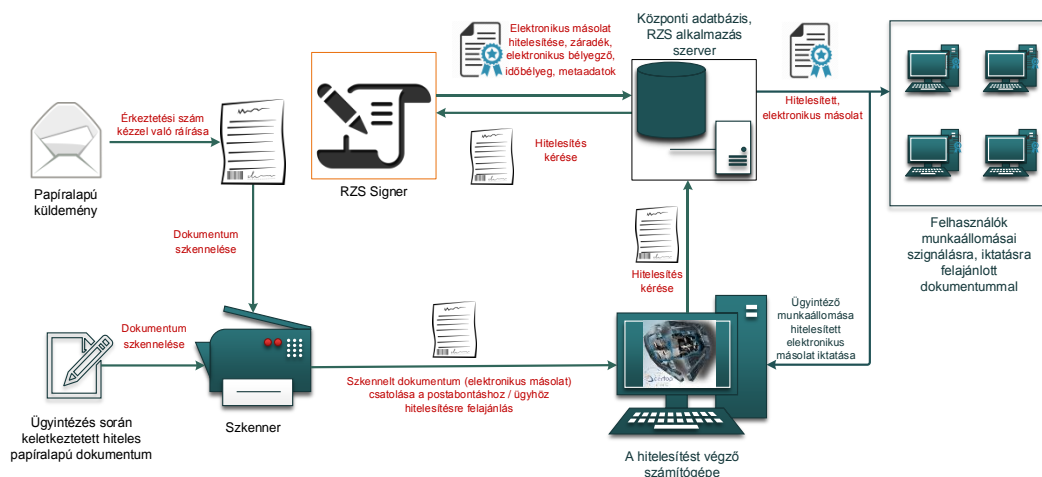 Elektronikus másolat
hitelesítése, záradék,
elektronikus bélyegző,
időbélyeg, metaadatok
Központi adatbázis,
RZS alkalmazás
szerver
Érkeztetési szám
kézzel való ráírása
Hitelesített,
elektronikus másolat
Hitelesítés
kérése
Papíralapú
küldemény
RZS Signer
Felhasználók
munkaállomásai
szignálásra, iktatásra
felajánlott
dokumentummal
Dokumentum
szkennelése
Hitelesítés
kérése
Ügyintéző
munkaállomása
hitelesített
elektronikus
másolat iktatása
Dokumentum
szkennelése
Szkennelt dokumentum (elektronikus másolat)
csatolása a postabontáshoz / ügyhöz
hitelesítésre felajánlás
Ügyintézés során
keletkeztetett hiteles
papíralapú dokumentum
Szkenner
A hitelesítést végző
számítógépe